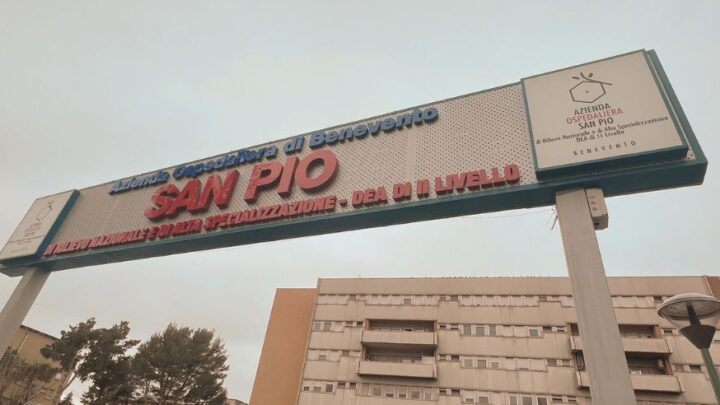 Azienda Ospedaliera di Benevento
SAN PIO
DI RILIEVO NAZIONALE E DI ALTA SPECIALIZZAZIONE - DEA DI II LIVELLO
AZIENDA
OSPEDALIERA
SAN PIO
di Rilievo Nazionale e di Alta Specializzazione
DEA di II Livello
BENEVENTO